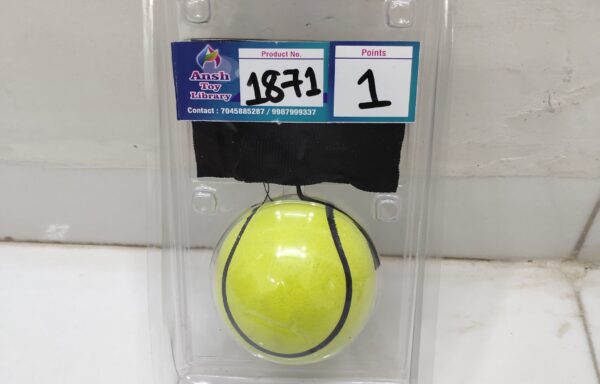 Ansh
Toy
Library
Product No.
1871
Points
1
Contact : 7045885287 / 9987999337